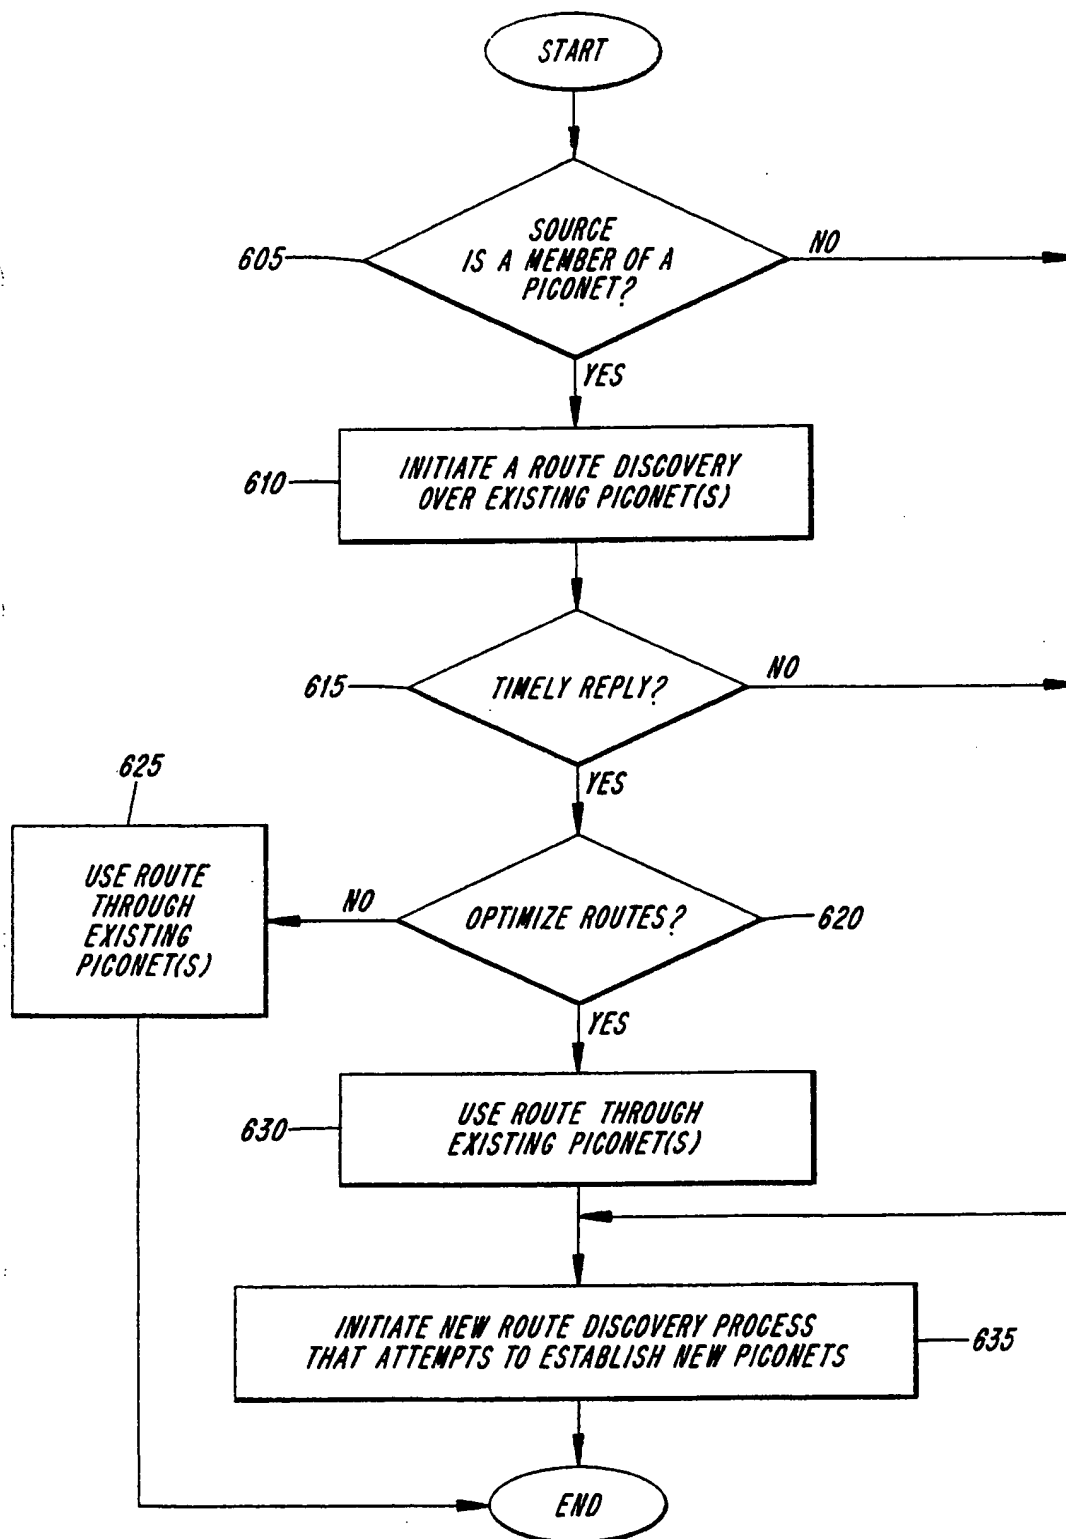 START
605
SOURCE
IS A MEMBER OF A
PICONET?
NO
YES
610
INITIATE A ROUTE DISCOVERY
OVER EXISTING PICONET(S)
615
TIMELY REPLY?
NO
YES
625
USE ROUTE
THROUGH
EXISTING
PICONET(S)
NO
OPTIMIZE ROUTES?
620
YES
630
USE ROUTE THROUGH
EXISTING PICONET(S)
INITIATE NEW ROUTE DISCOVERY PROCESS
THAT ATTEMPTS TO ESTABLISH NEW PICONETS
635
END